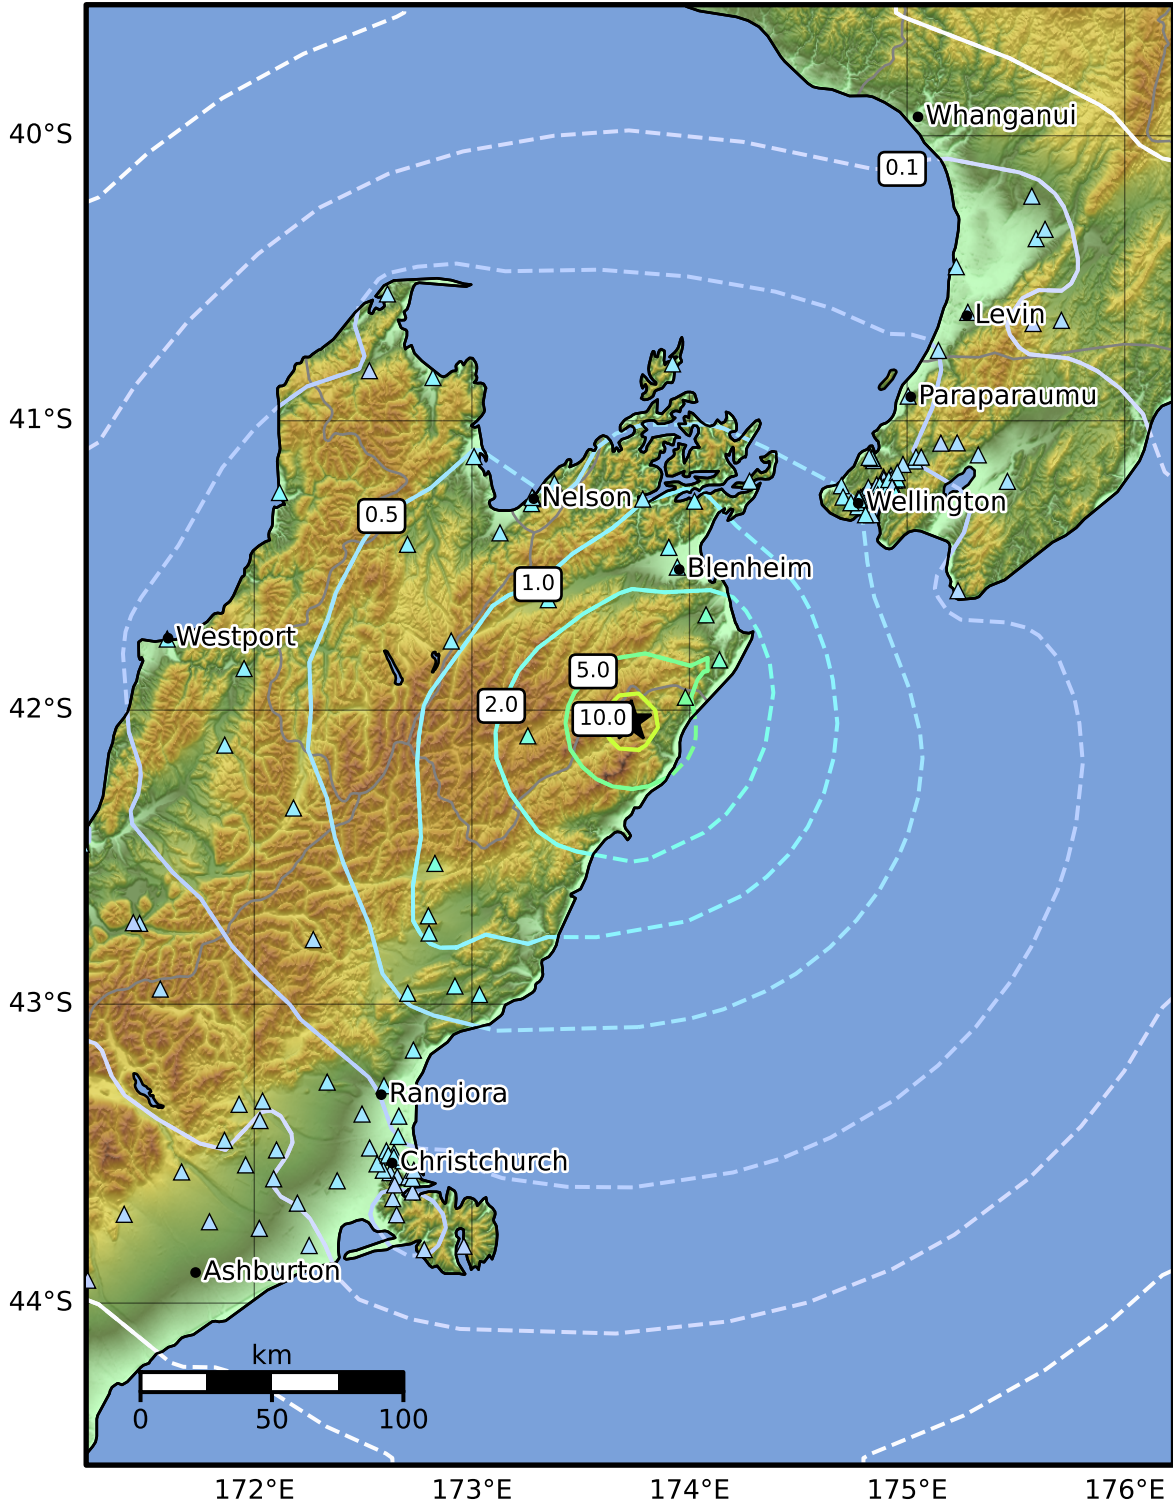 Whanganui
40°S
0.1
Levin
Paraparaumu
41°S
Nelson
Wellington
0.5
Blenheim
1.0
Westport
5.0
2.0
42°S
10.0
43°S
Rangiora
Christchurch
Ashburton
44°S
km
0 50 100
172°E 173°E 174°E 175°E 176°E